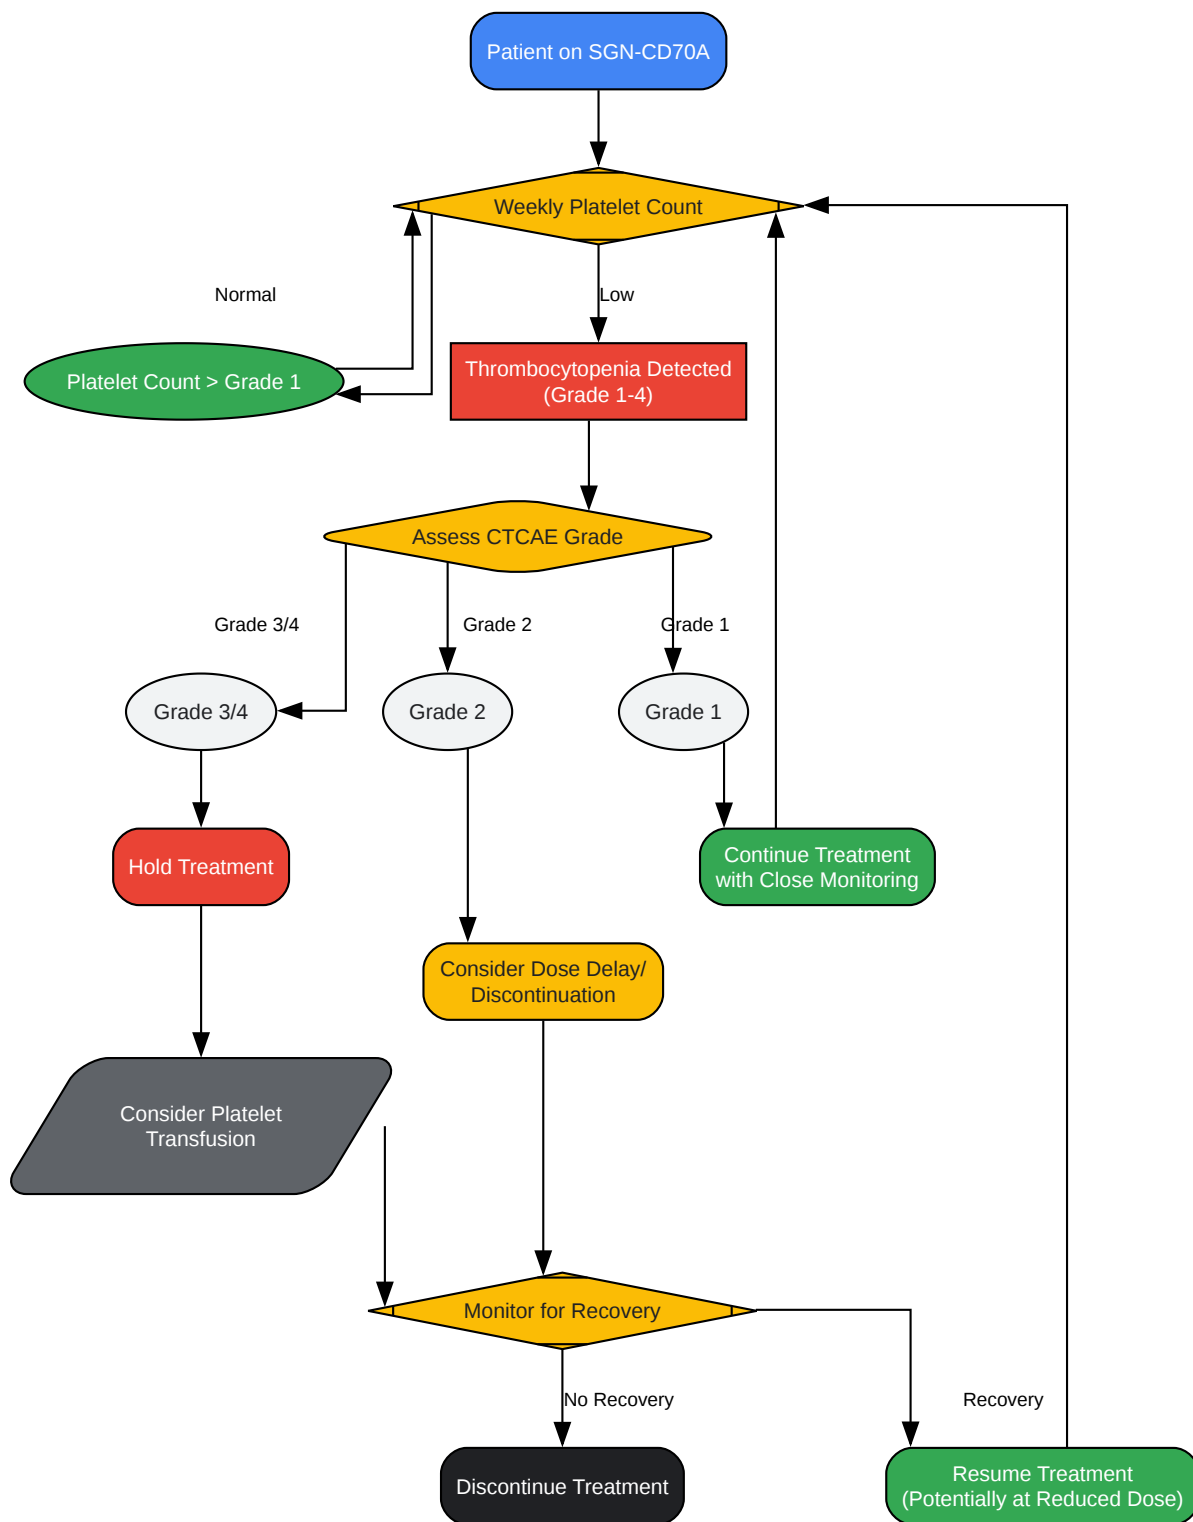 Patient on SGN-CD70A
Weekly Platelet Count
Normal
Low
Platelet Count > Grade 1
Thrombocytopenia Detected
(Grade 1-4)
Assess CTCAE Grade
Grade 3/4
Grade 2
Grade 1
Grade 3/4
Grade 2
Grade 1
Hold Treatment
Continue Treatment
with Close Monitoring
Consider Dose Delay/
Discontinuation
Consider Platelet
Transfusion
Monitor for Recovery
No Recovery
Recovery
Discontinue Treatment
Resume Treatment
(Potentially at Reduced Dose)